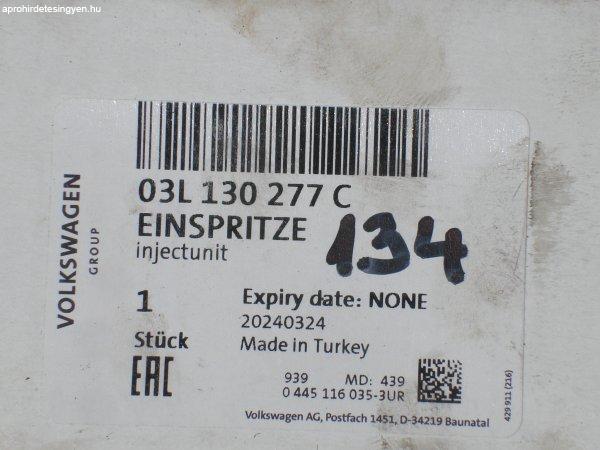 aprohirdetesingyen.hu
VOLKSWAGEN
GROUP
03L 130 277 C
EINSPRITZE
injectunit
134
1
Stück
Expiry date: NONE
20240324
Made in Turkey
EAC
939 MD: 439
0 445 116 035-3UR
Volkswagen AG, Postfach 1451, D-34219 Baunatal
429 911 (216)